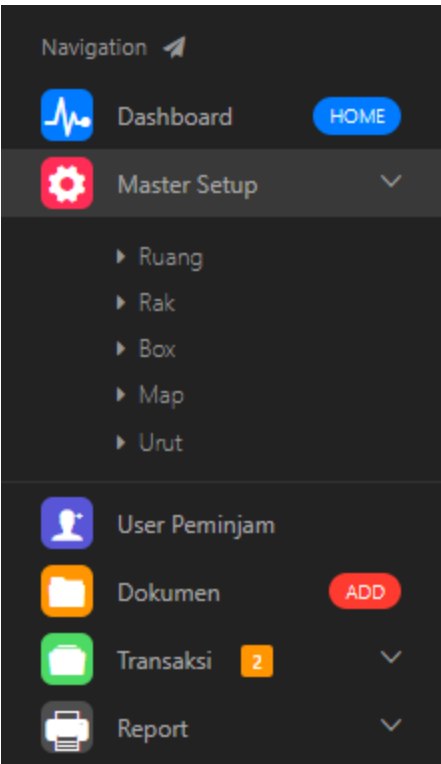 Navigation
Dashboard HOME
Master Setup
Ruang
Rak
Box
Map
Urut
User Peminjam
Dokumen ADD
Transaksi 2
Report